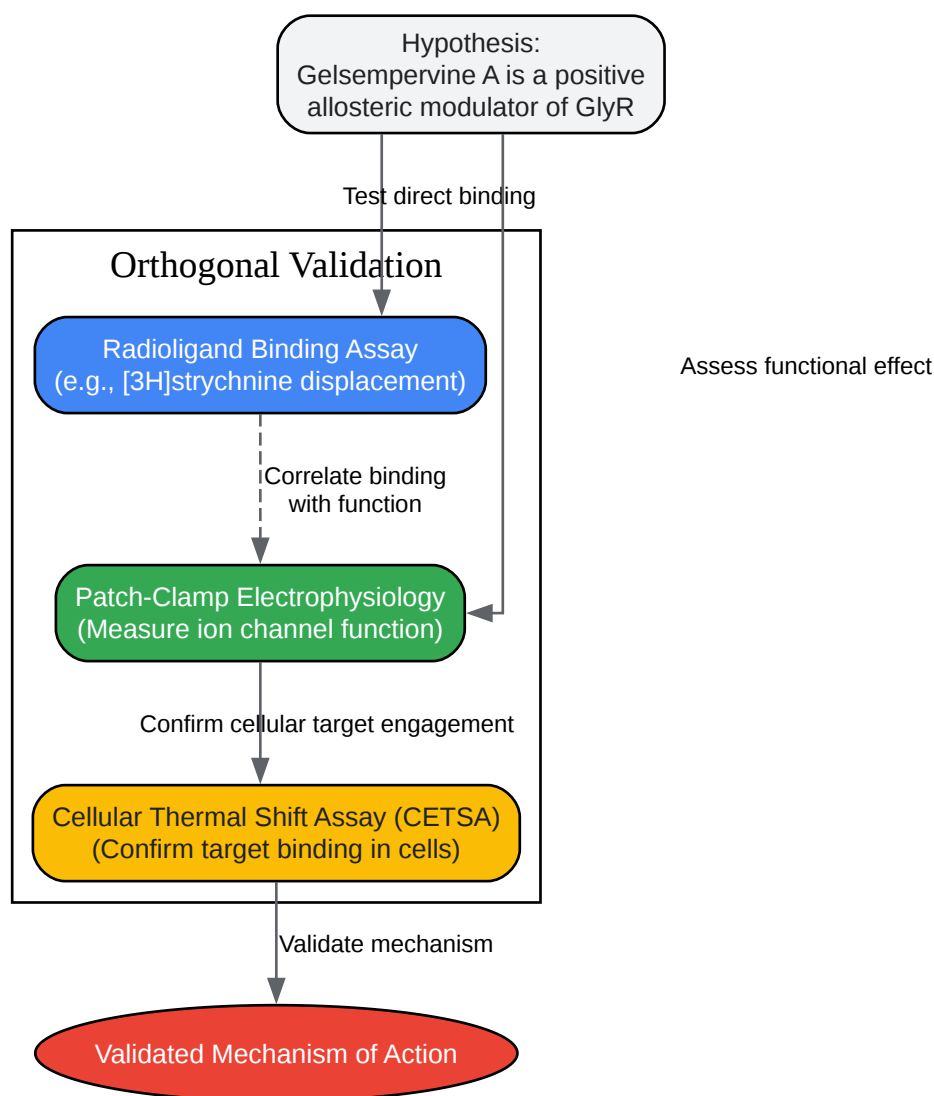 Hypothesis:
Gelsempervine A is a positive
allosteric modulator of GlyR
Test direct binding
Orthogonal Validation
Radioligand Binding Assay
(e.g., [3H]strychnine displacement)
Assess functional effect
Correlate binding
with function
Patch-Clamp Electrophysiology
(Measure ion channel function)
Confirm cellular target engagement
Cellular Thermal Shift Assay (CETSA)
(Confirm target binding in cells)
Validate mechanism
Validated Mechanism of Action